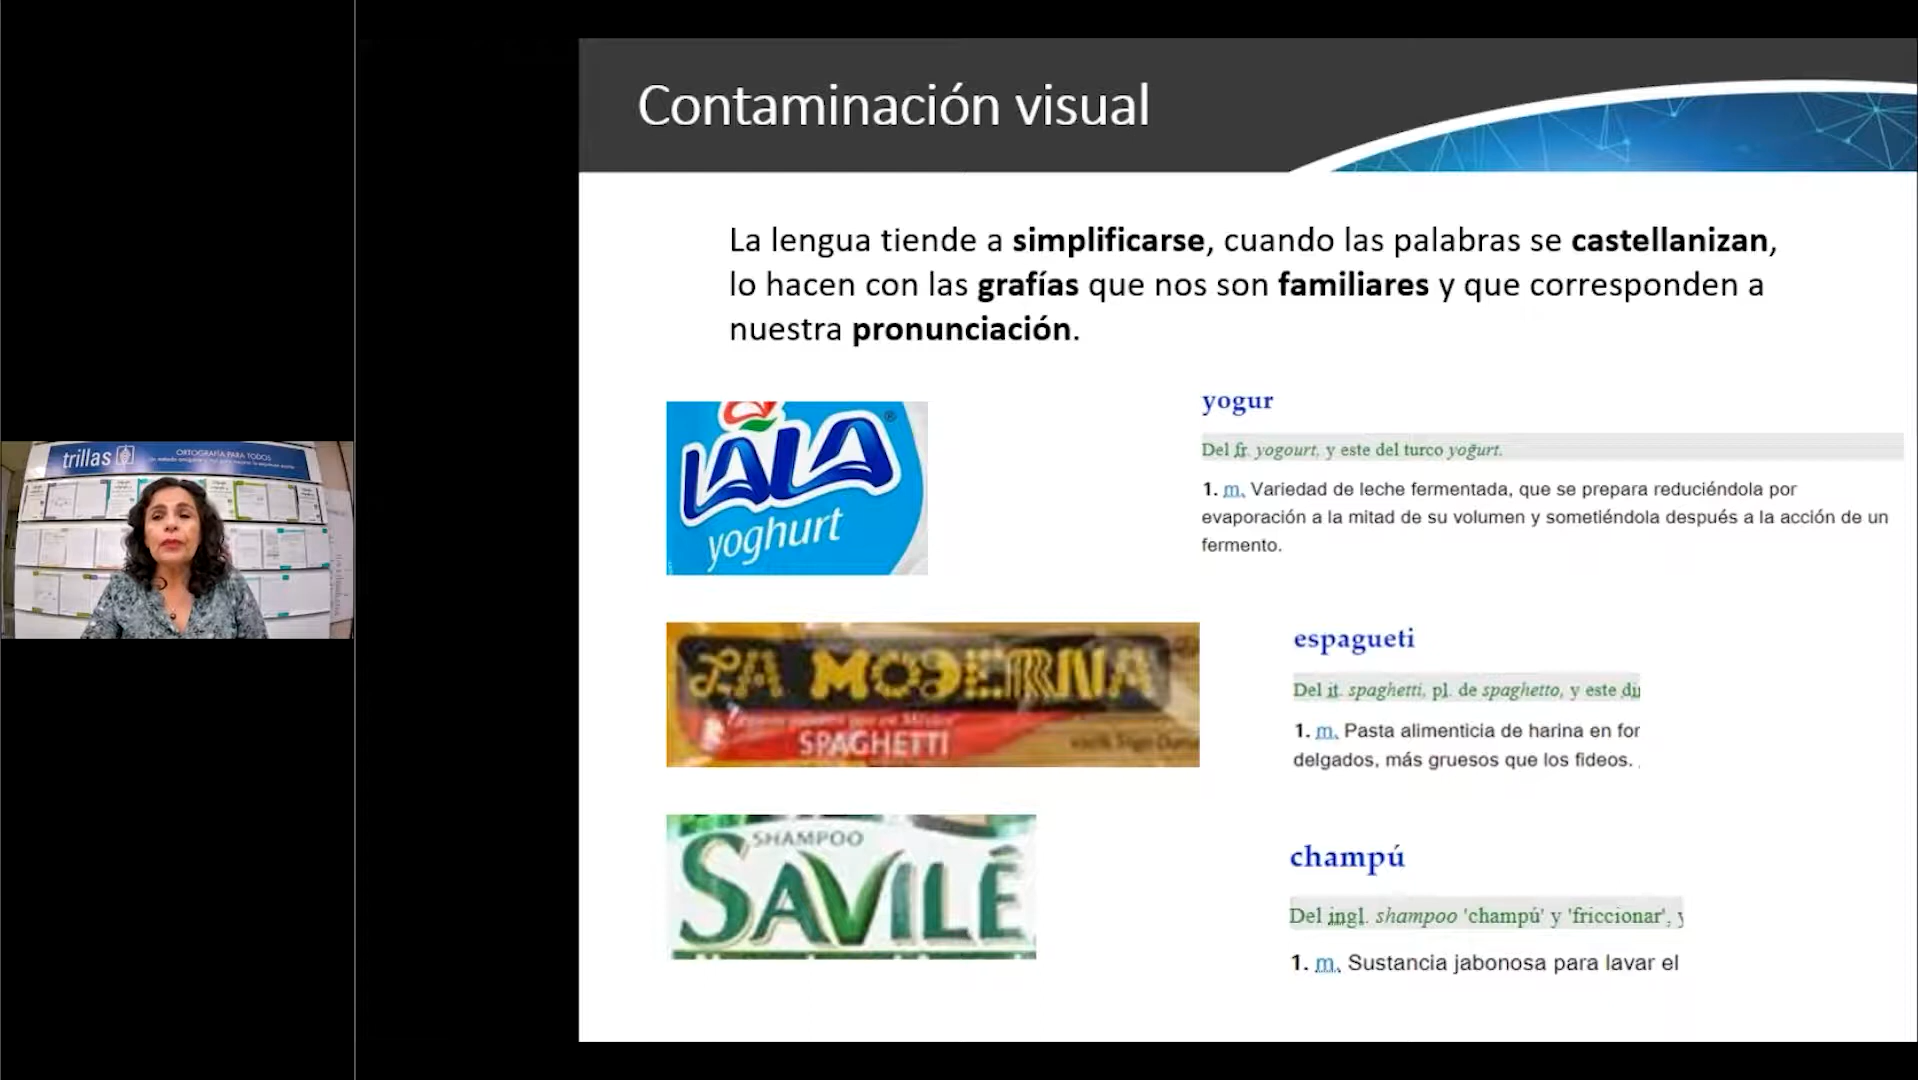 Contaminación visual
La lengua tiende a simplificarse, cuando las palabras se castellanizan,
lo hacen con las grafías que nos son familiares y que corresponden a
nuestra pronunciación.
LALA
yoghurt
yogur
Del fr. yogourt, y este del turco yoğurt.
1. m. Variedad de leche fermentada, que se prepara reduciéndola por
evaporación a la mitad de su volumen y sometiéndola después a la acción de un
fermento.
LA MODERNA
SPAGHETTI
espagueti
Del it. spaghetti, pl. de spaghetto, y este
1. m. Pasta alimenticia de harina en for
delgados, más gruesos que los fideos.
SHAMPOO
SAVILÉ
champú
Del ingl. shampoo 'champú' y 'friccionar', y
1. m. Sustancia jabonosa para lavar el
trillas
ORTOGRAFÍA PARA TODOS